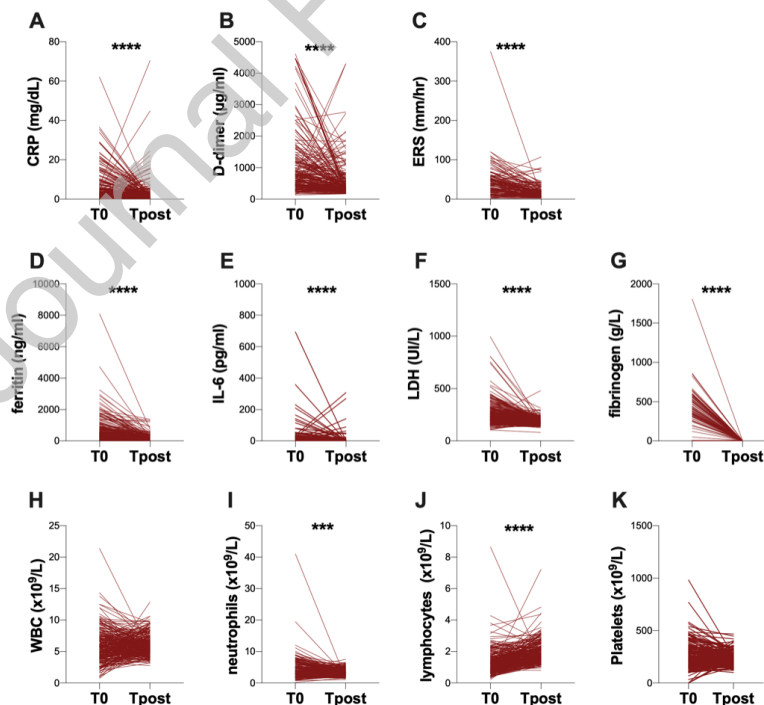 A
CRP (mg/dL)
80
60
40
20
0
****
T0 Tpost
B
D-dimer (µg/ml)
5000
4000
3000
2000
1000
0
****
T0 Tpost
C
ERS (mm/hr)
400
300
200
100
0
****
T0 Tpost
D
ferritin (ng/ml)
10000
8000
6000
4000
2000
0
****
T0 Tpost
E
IL-6 (pg/ml)
1000
800
600
400
200
0
****
T0 Tpost
F
LDH (UI/L)
1500
1000
500
0
****
T0 Tpost
G
fibrinogen (g/L)
2000
1500
1000
500
0
****
T0 Tpost
H
WBC (x10⁹/L)
25
20
15
10
5
0
T0 Tpost
I
neutrophils (x10⁹/L)
50
40
30
20
10
0
***
T0 Tpost
J
lymphocytes (x10⁹/L)
10
8
6
4
2
0
****
T0 Tpost
K
Platelets (x10⁹/L)
1500
1000
500
0
T0 Tpost
Journal